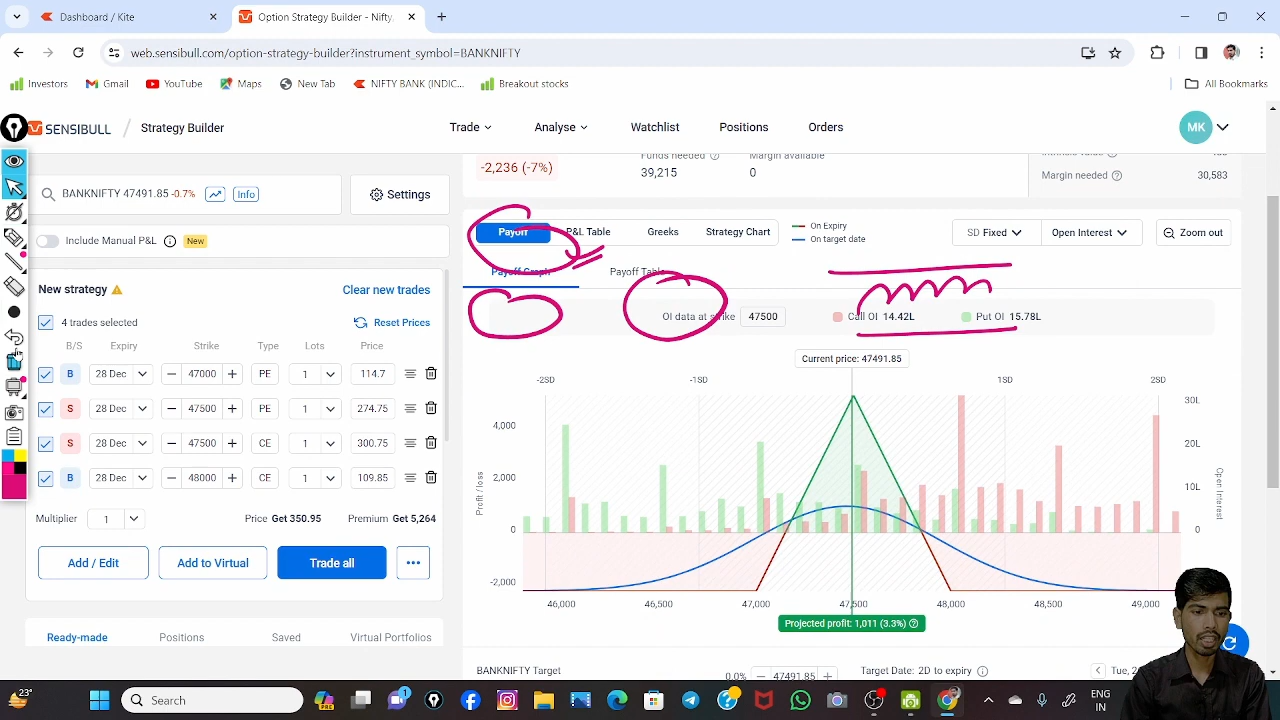 Dashboard / Kite
Option Strategy Builder - Nifty,
web.sensibull.com/option-strategy-builder?instrument_symbol=BANKNIFTY
Investors
Gmail
YouTube
Maps
New Tab
NIFTY BANK (INDIC...
Breakout stocks
All Bookmarks
SENSIBULL / Strategy Builder
Trade
Analyse
Watchlist
Positions
Orders
MK
-2,236 (-7%)
Funds needed
39,215
Margin available
0
Margin needed
30,583
BANKNIFTY 47491.85 -0.7%
Info
Settings
Payoff
P&L Table
Greeks
Strategy Chart
On Expiry
On target date
SD Fixed
Open Interest
Zoom out
Include Manual P&L
New
Payoff Graph
Payoff Table
New strategy
Clear new trades
4 trades selected
Reset Prices
OI data at strike 47500
Call OI 14.42L
Put OI 15.78L
B/S Expiry Strike Type Lots Price
B 28 Dec 47000 PE 1 114.7
S 28 Dec 47500 PE 1 274.75
S 28 Dec 47500 CE 1 300.75
B 28 Dec 48000 CE 1 109.85
Multiplier 1 Price Get 350.95 Premium Get 5,264
Add / Edit
Add to Virtual
Trade all
Ready-made
Positions
Saved
Virtual Portfolios
Current price: 47491.85
-2SD -1SD 1SD 2SD
4,000
2,000
0
-2,000
Profit / loss
30L
20L
10L
0
Open Interest
46,000 46,500 47,000 47,500 48,000 48,500 49,000
Projected profit: 1,011 (3.3%)
BANKNIFTY Target
0.0% 47491.85
Target Date: 2D to expiry
Tue, 2
23°
Search
ENG
IN